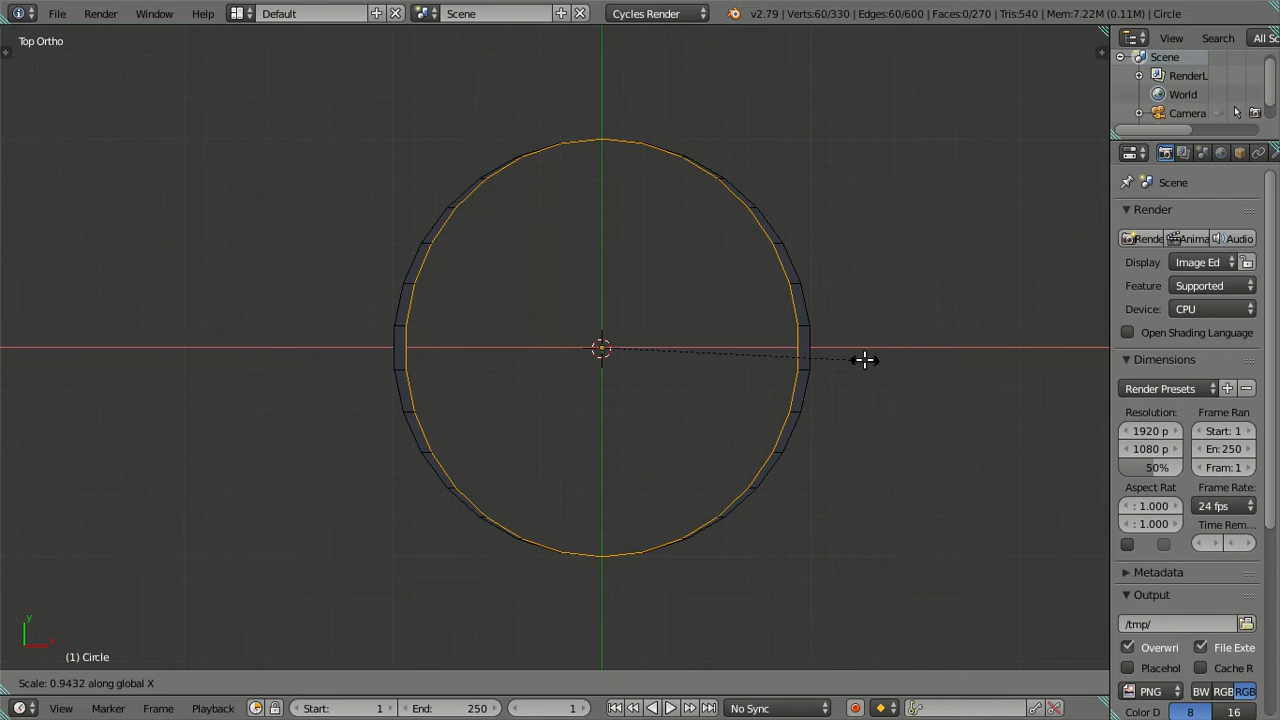 File Render Window Help Default Scene Cycles Render v2.79 | Verts:60/330 | Edges:60/600 | Faces:0/270 | Tris:540 | Mem:7.22M (0.11M) | Circle
Top Ortho
View Search All Sc
Scene
RenderL
World
Camera
Scene
Render
Rende Anima Audio
Display Image Ed
Feature Supported
Device: CPU
Open Shading Language
Dimensions
Render Presets
Resolution: Frame Ran
1920 p Start: 1
1080 p En: 250
50% Fram: 1
Aspect Rat Frame Rate:
: 1.000 24 fps
: 1.000 Time Rem...
Metadata
Output
/tmp/
Overwri File Exte
Placehol Cache R
PNG BW RGB RGB
Color D 8 16
y
x
(1) Circle
Scale: 0.9432 along global X
View Marker Frame Playback Start: 1 End: 250 1 No Sync